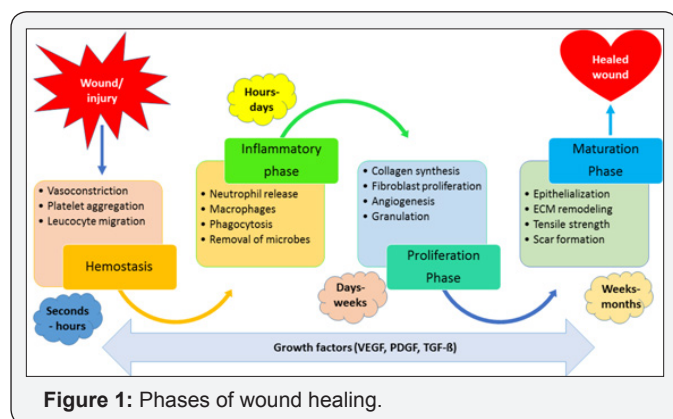 Wound/
injury
Healed
wound
Hours-
days
Inflammatory
phase
Maturation
Phase
• Vasoconstriction
• Platelet aggregation
• Leucocyte migration
Hemostasis
Seconds
- hours
• Neutrophil release
• Macrophages
• Phagocytosis
• Removal of microbes
• Collagen synthesis
• Fibroblast proliferation
• Angiogenesis
• Granulation
Proliferation
Phase
Days-
weeks
• Epithelialization
• ECM remodeling
• Tensile strength
• Scar formation
Weeks-
months
Growth factors (VEGF, PDGF, TGF-ß)
Figure 1: Phases of wound healing.